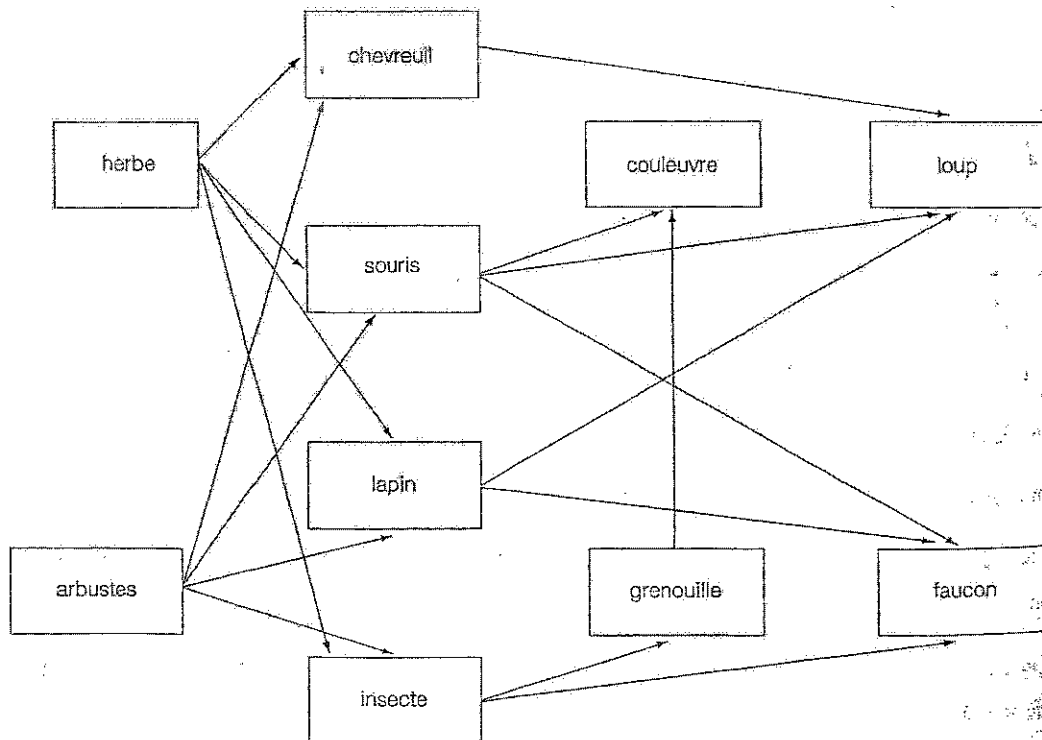 chevreuil
herbe
couleuvre
loup
souris
lapin
arbustes
grenouille
faucon
insecte